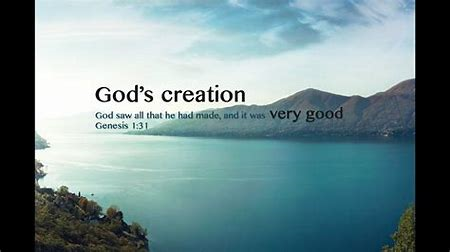 God's creation
God saw all that he had made, and it was very good
Genesis 1:31